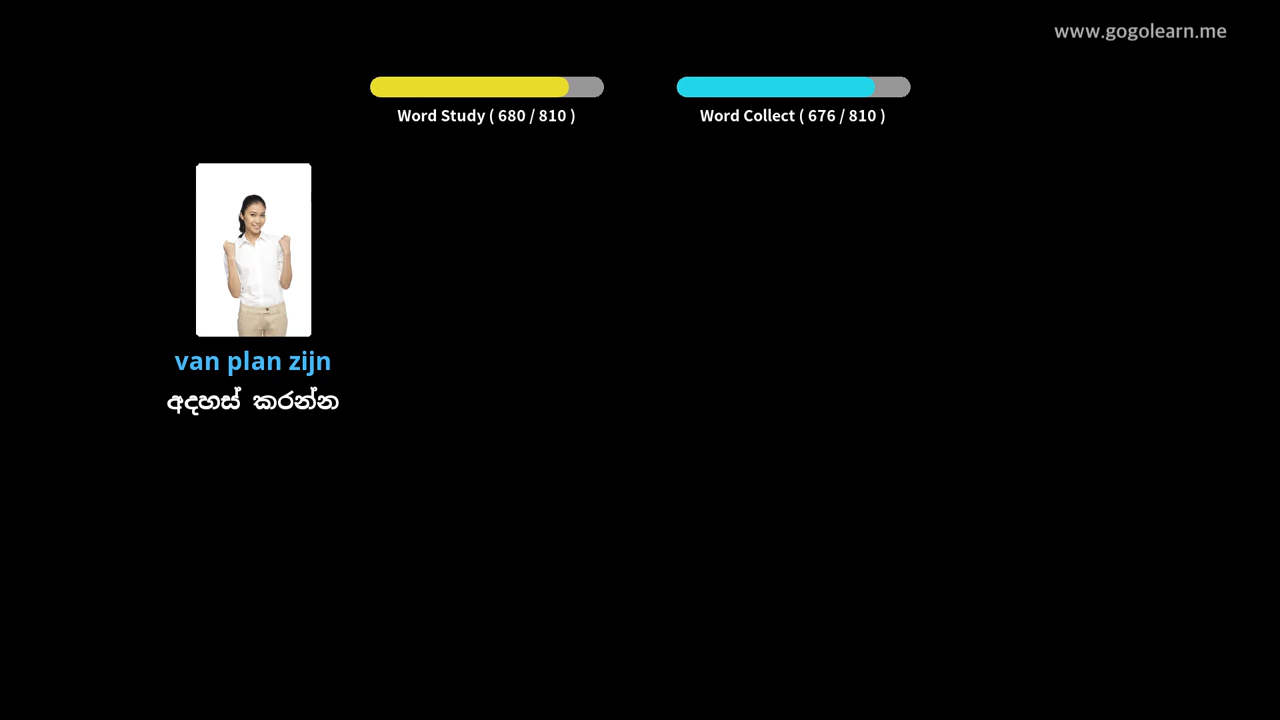 www.gogolearn.me
Word Study ( 680 / 810 )
Word Collect ( 676 / 810 )
van plan zijn
අදහස් කරන්න